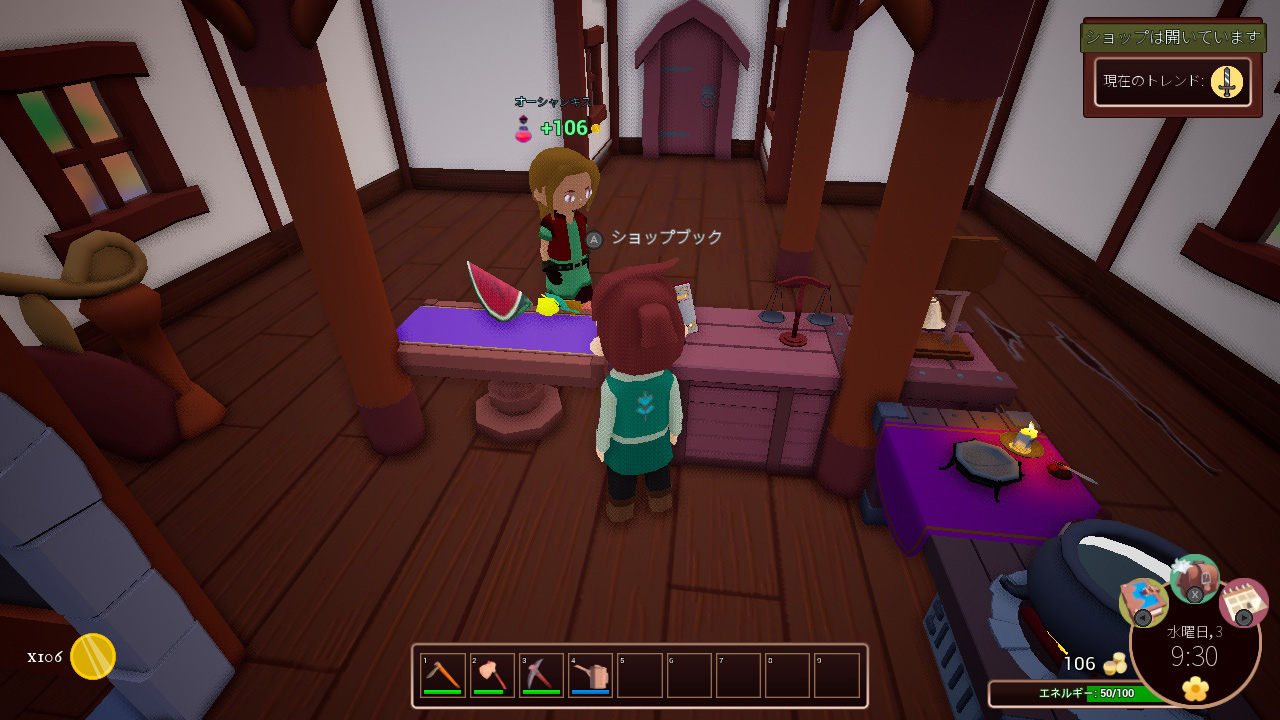 ショップは開いています
現在のトレンド:
オーシャンキス
+106
A ショップブック
X106
1 2 3 4 5 6 7 8 9
X
水曜日, 3
9:30
106
エネルギー: 50/100